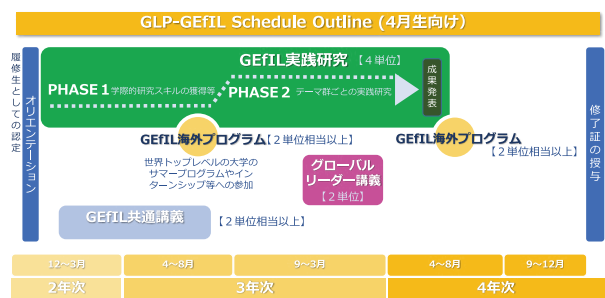 GLP-GEfIL Schedule Outline (4月生向け)
履修生としての認定
オリエンテーション
GEfIL実践研究 【４単位】
PHASE 1 学際的研究スキルの獲得等
PHASE 2 テーマ群ごとの実践研究
成果発表
GEfIL海外プログラム【２単位相当以上】
世界トップレベルの大学の
サマープログラムやイン
ターンシップ等への参加
グローバル
リーダー講義
【２単位】
GEfIL海外プログラム
【２単位相当以上】
修了証の授与
GEfIL共通講義 【２単位相当以上】
12～3月 4～8月 9～3月 4～8月 9～12月
２年次 ３年次 ４年次